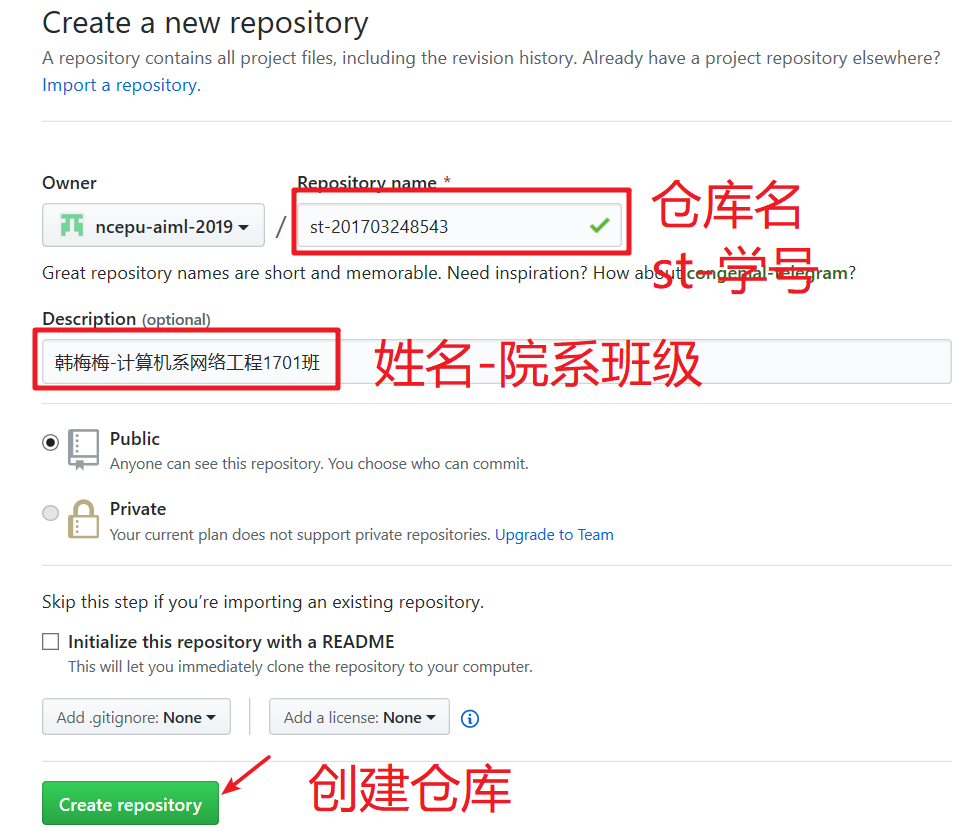 Create a new repository
A repository contains all project files, including the revision history. Already have a project repository elsewhere?
Import a repository.
Owner
Repository name *
ncepu-aiml-2019 / st-201703248543
仓库名
st-学号
Great repository names are short and memorable. Need inspiration? How about congenial-telegram?
Description (optional)
韩梅梅-计算机系网络工程1701班
姓名-院系班级
Public
Anyone can see this repository. You choose who can commit.
Private
Your current plan does not support private repositories. Upgrade to Team
Skip this step if you’re importing an existing repository.
Initialize this repository with a README
This will let you immediately clone the repository to your computer.
Add .gitignore: None
Add a license: None
Create repository
创建仓库